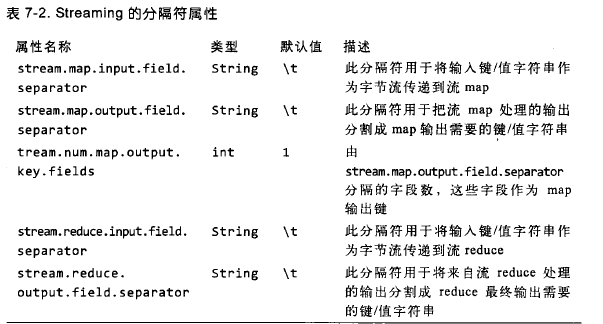 表 7-2. Streaming 的分隔符属性
属性名称 类型 默认值 描述
stream.map.input.field. String \t 此分隔符用于将输入键/值字符串作
separator 为字节流传递到流 map
stream.map.output.field. String \t 此分隔符用于把流 map 处理的输出
separator 分割成 map 输出需要的键/值字符串
tream.num.map.output. int 1 由
key.fields stream.map.output.field.separator
分隔的字段数，这些字段作为 map
输出键
stream.reduce.input.field. String \t 此分隔符用于将输入键/值字符串作
separator 为字节流传递到流 reduce
stream.reduce. String \t 此分隔符用于将来自流 reduce 处理
output.field.separator 的输出分割成 reduce 最终输出需要
的键/值字符串